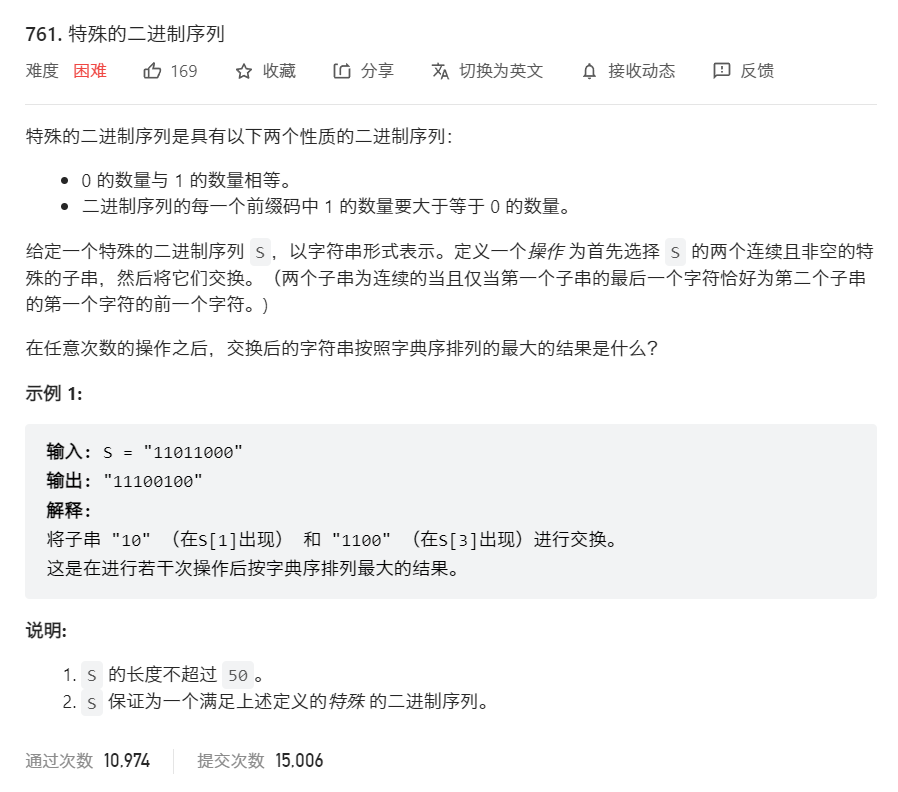 761. 特殊的二进制序列
难度 困难 169 收藏 分享 切换为英文 接收动态 反馈
特殊的二进制序列是具有以下两个性质的二进制序列：
• 0 的数量与 1 的数量相等。
• 二进制序列的每一个前缀码中 1 的数量要大于等于 0 的数量。
给定一个特殊的二进制序列 S，以字符串形式表示。定义一个操作 为首先选择 S 的两个连续且非空的特
殊的子串，然后将它们交换。（两个子串为连续的当且仅当第一个子串的最后一个字符恰好为第二个子串
的第一个字符的前一个字符。)
在任意次数的操作之后，交换后的字符串按照字典序排列的最大的结果是什么？
示例 1:
输入: S = "11011000"
输出: "11100100"
解释:
将子串 "10" （在S[1]出现） 和 "1100" （在S[3]出现）进行交换。
这是在进行若干次操作后按字典序排列最大的结果。
说明:
1. S 的长度不超过 50 。
2. S 保证为一个满足上述定义的特殊 的二进制序列。
通过次数 10,974 提交次数 15,006